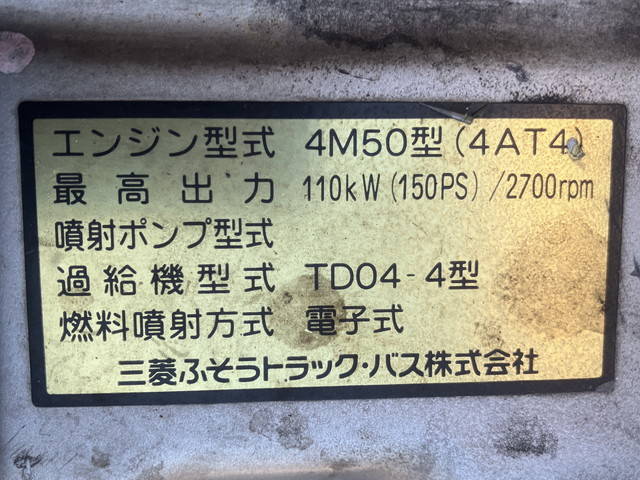 エンジン型式 4M50型(4AT4)
最高出力 110kW(150PS)/2700rpm
噴射ポンプ型式
過給機型式 TD04-4型
燃料噴射方式 電子式
三菱ふそうトラック・バス株式会社